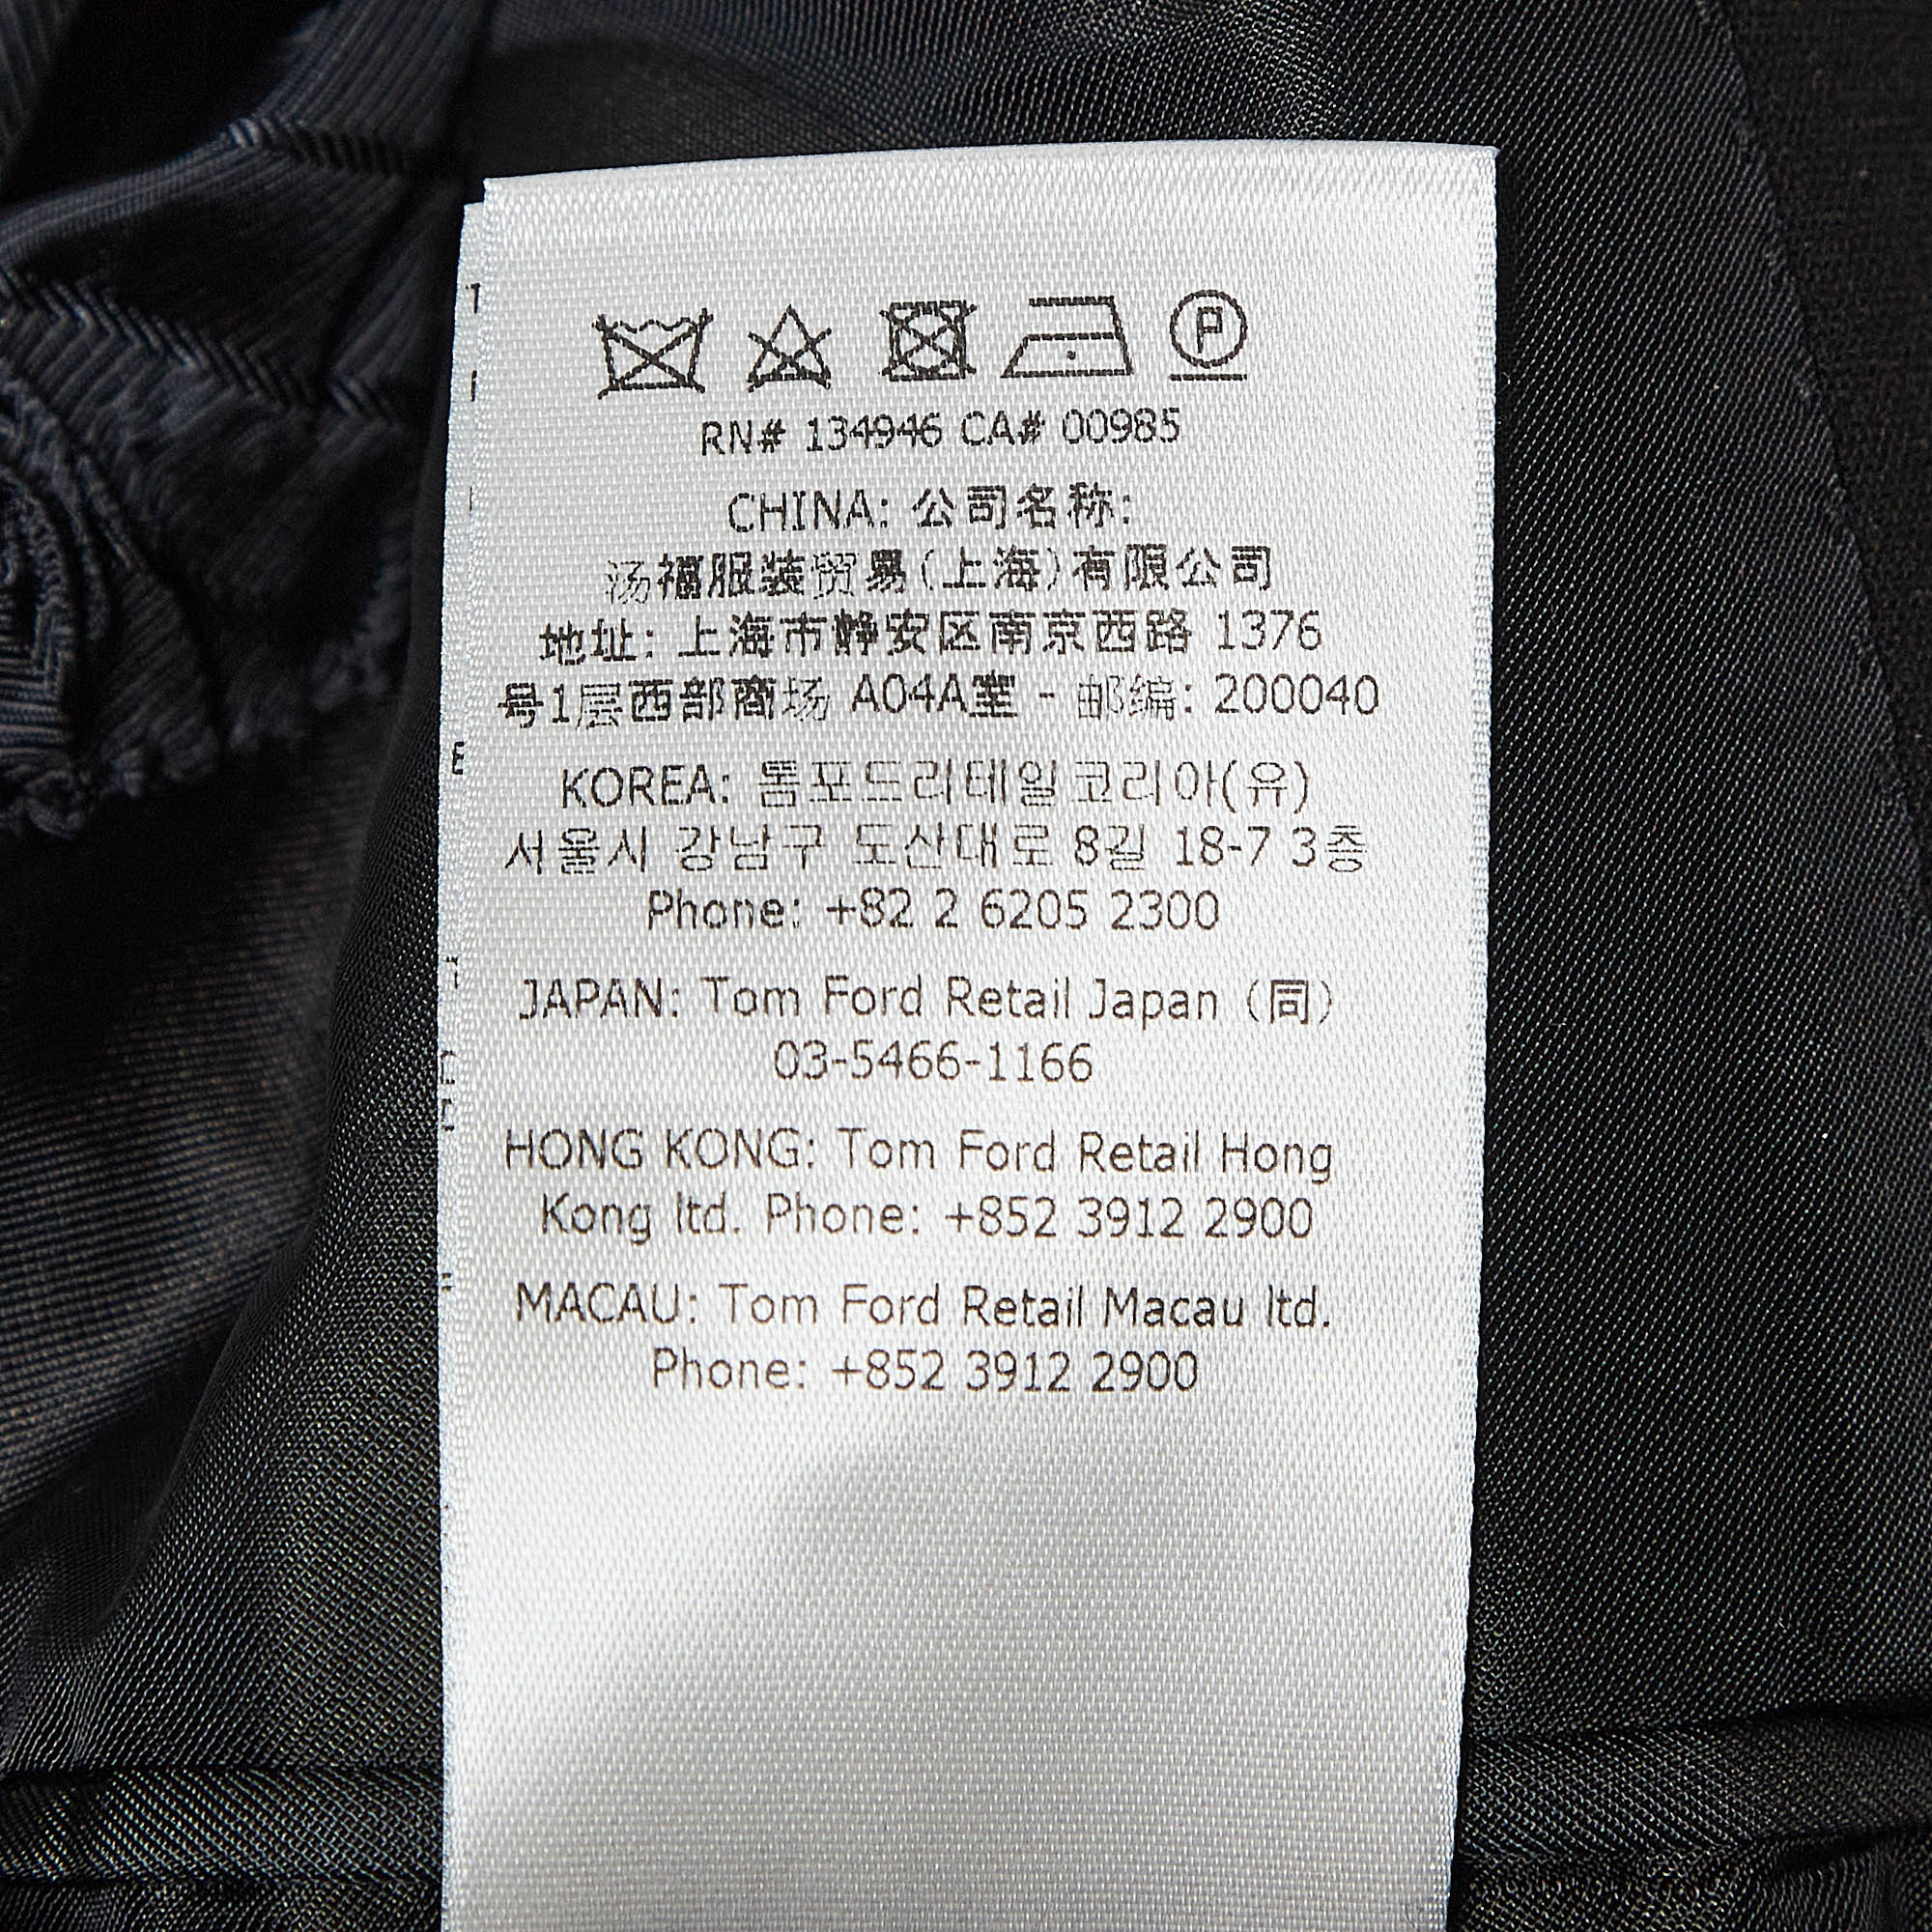 RN# 134946 CA# 00985
CHINA: 公司名称:
汤福服装贸易(上海)有限公司
地址: 上海市静安区南京西路 1376
号1层西部商场 A04A室 - 邮编: 200040
KOREA: 톰포드리테일코리아(유)
서울시 강남구 도산대로 8길 18-7 3층
Phone: +82 2 6205 2300
JAPAN: Tom Ford Retail Japan (同)
03-5466-1166
HONG KONG: Tom Ford Retail Hong
Kong ltd. Phone: +852 3912 2900
MACAU: Tom Ford Retail Macau ltd.
Phone: +852 3912 2900